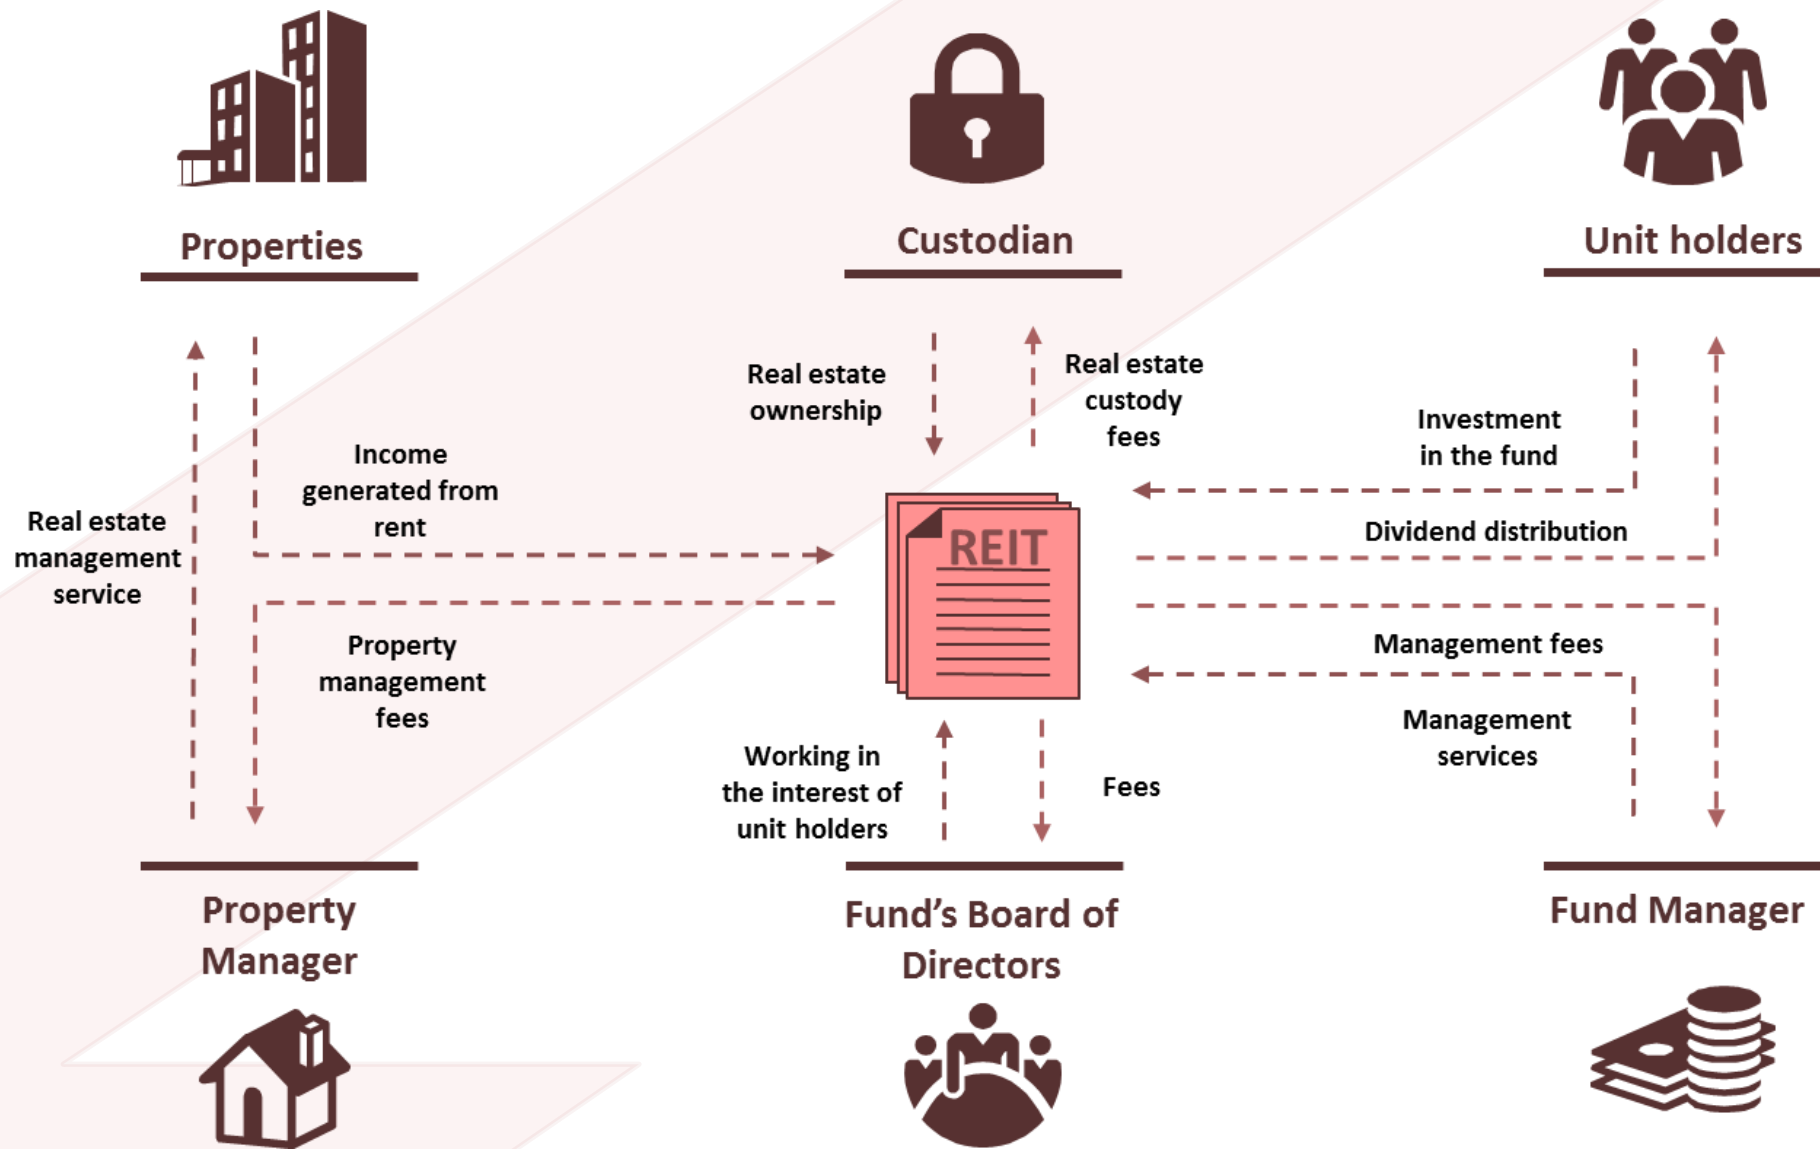 Properties
Custodian
Unit holders
Real estate
ownership
Real estate
custody
fees
Investment
in the fund
Income
generated from
rent
Real estate
management
service
REIT
Dividend distribution
Property
management
fees
Management fees
Management
services
Working in
the interest of
unit holders
Fees
Property
Manager
Fund’s Board of
Directors
Fund Manager